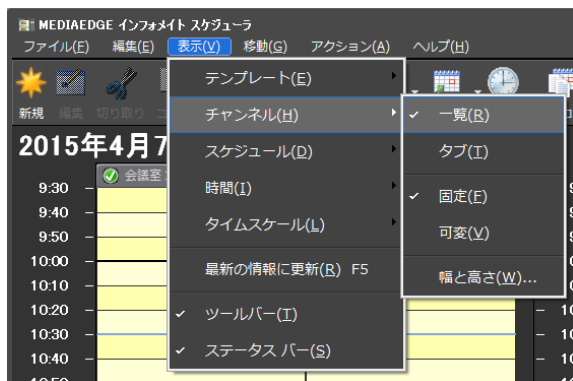 MEDIAEDGE インフォメイト スケジューラ
ファイル(F) 編集(E) 表示(V) 移動(G) アクション(A) ヘルプ(H)
新規 編集 切り取り
2015年4月7
会議室
9:30
9:40
9:50
10:00
10:10
10:20
10:30
10:40
テンプレート(E)
チャンネル(H)
スケジュール(D)
時間(I)
タイムスケール(L)
最新の情報に更新(R) F5
ツールバー(T)
ステータス バー(S)
一覧(R)
タブ(T)
固定(F)
可変(V)
幅と高さ(W)...